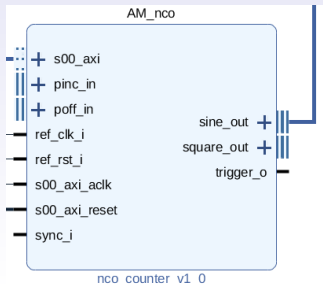 AM_nco
s00_axi
pinc_in
poff_in
ref_clk_i
ref_rst_i
s00_axi_aclk
s00_axi_reset
sync_i
sine_out
square_out
trigger_o
nco_counter_v1_0